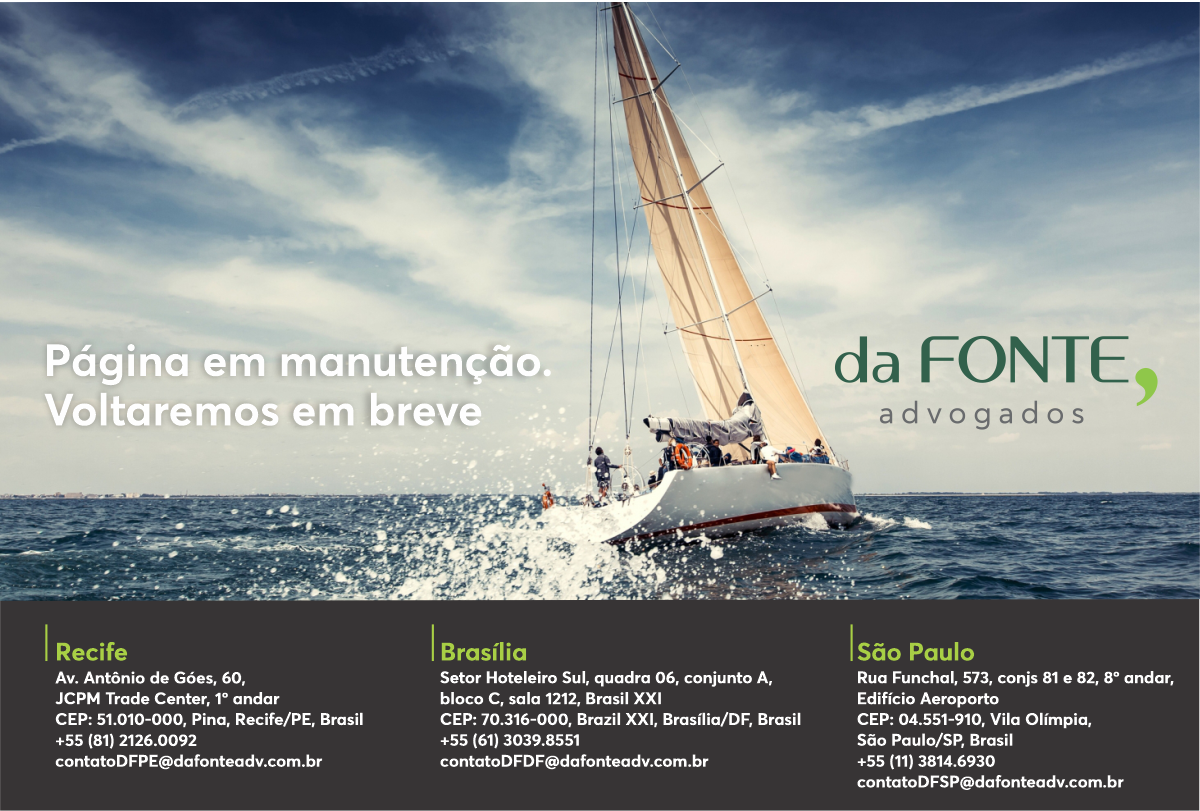 Página em manutenção.
Voltaremos em breve
da FONTE,
advogados
Recife
Av. Antônio de Góes, 60,
JCPM Trade Center, 1º andar
CEP: 51.010-000, Pina, Recife/PE, Brasil
+55 (81) 2126.0092
contatoDFPE@dafonteadv.com.br
Brasília
Setor Hoteleiro Sul, quadra 06, conjunto A,
bloco C, sala 1212, Brasil XXI
CEP: 70.316-000, Brazil XXI, Brasília/DF, Brasil
+55 (61) 3039.8551
contatoDFDF@dafonteadv.com.br
São Paulo
Rua Funchal, 573, conjs 81 e 82, 8º andar,
Edifício Aeroporto
CEP: 04.551-910, Vila Olímpia,
São Paulo/SP, Brasil
+55 (11) 3814.6930
contatoDFSP@dafonteadv.com.br